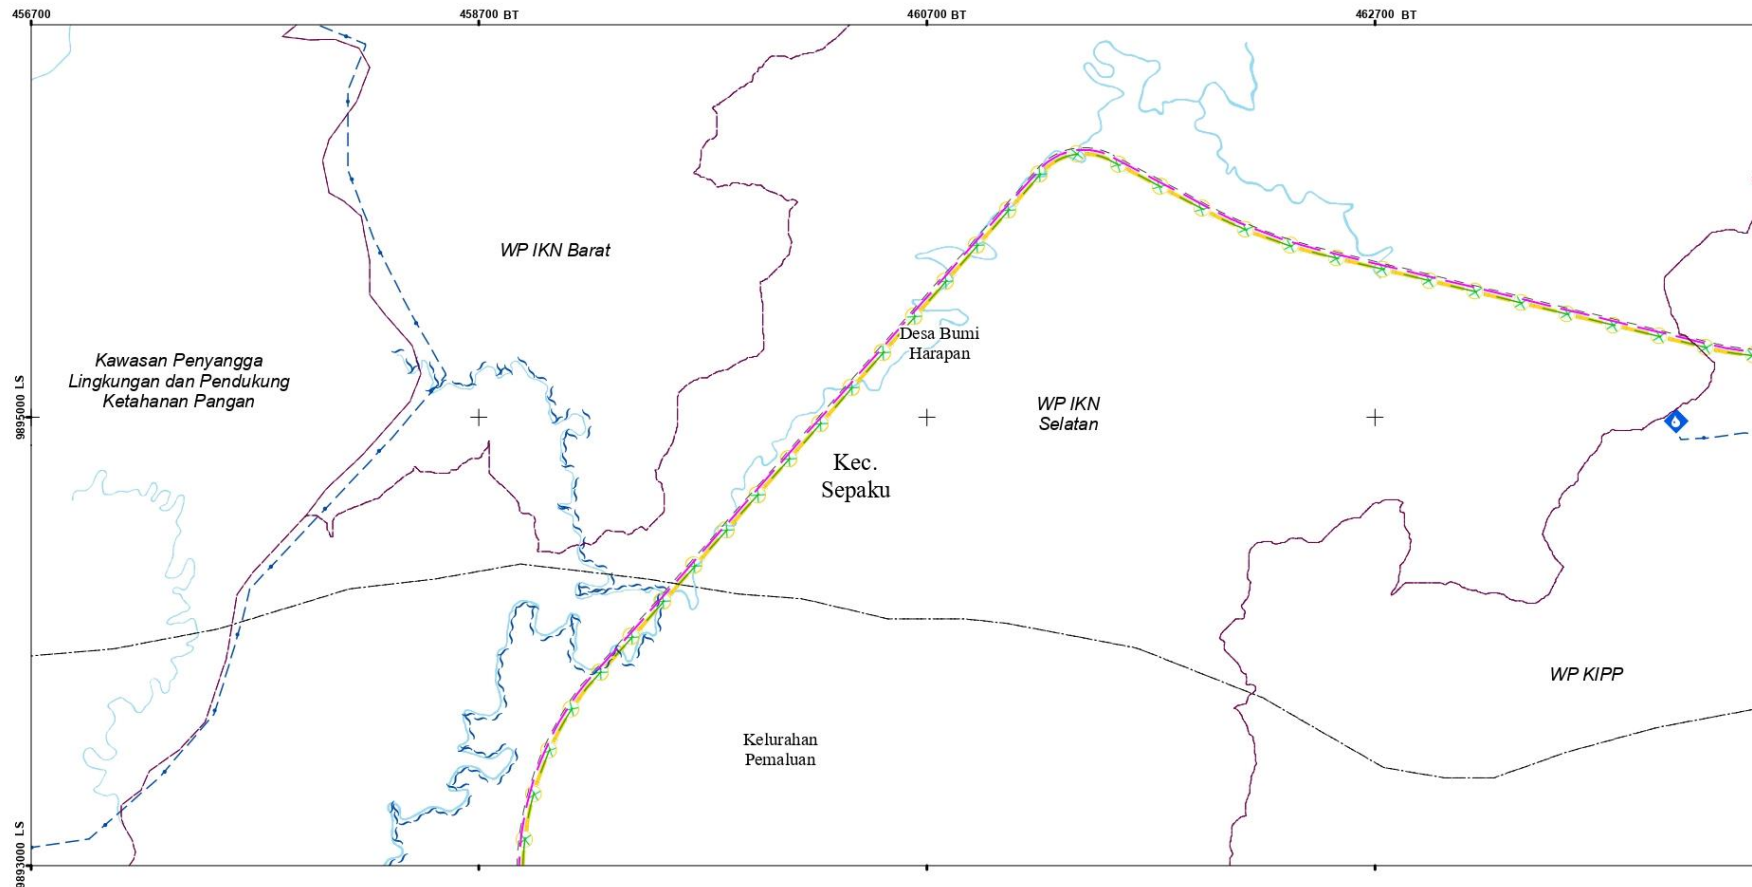 456700
458700 BT
460700 BT
462700 BT
WP IKN Barat
Desa Bumi
Harapan
Kawasan Penyangga
Lingkungan dan Pendukung
Ketahanan Pangan
9895000 LS
WP IKN
Selatan
Kec.
Sepaku
WP KIPP
Kelurahan
Pemaluan
9893000 LS